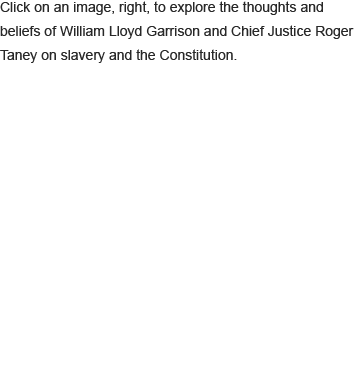 Click on an image, right, to explore the thoughts and
beliefs of William Lloyd Garrison and Chief Justice Roger
Taney on slavery and the Constitution.